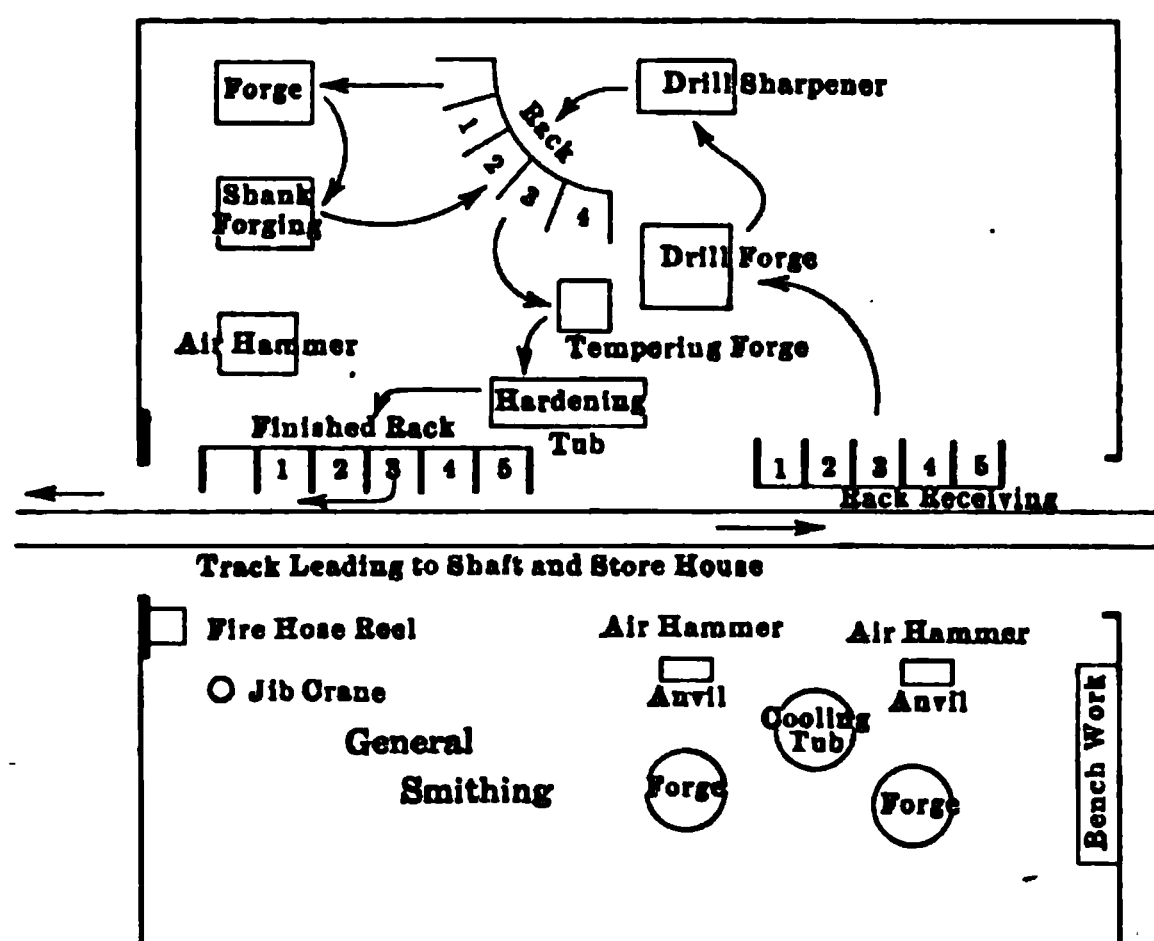 Forge
Drill Sharpener
Rack
1
2
3
4
Shank
Forging
Drill Forge
Air Hammer
Tempering Forge
Hardening
Tub
Finished Rack
1 2 3 4 5
1 2 3 4 5
Rack Receiving
Track Leading to Shaft and Store House
Fire Hose Reel
Air Hammer
Air Hammer
Jib Crane
Anvil
Anvil
Cooling
Tub
General
Smithing
Forge
Forge
Bench Work